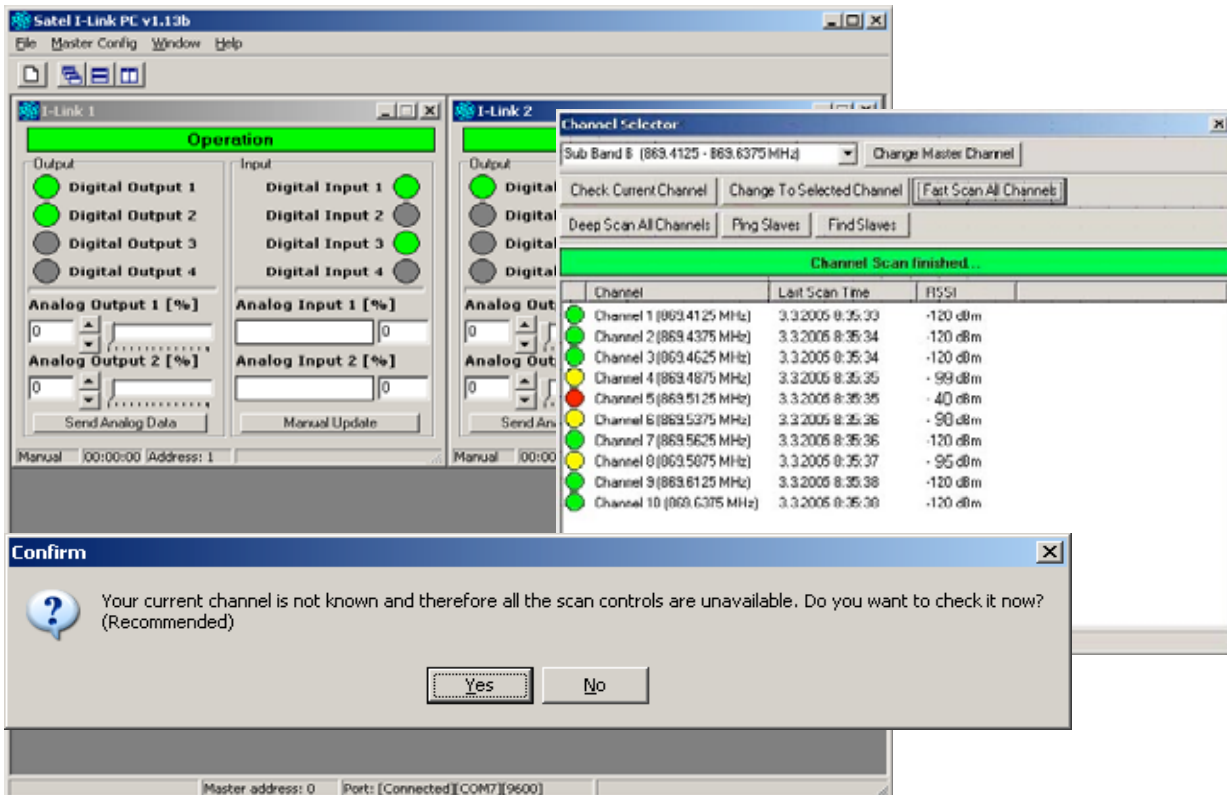 Satel I-Link PC v1.13b
File Master Config Window Help
I-Link 1
Operation
Output
Digital Output 1
Digital Output 2
Digital Output 3
Digital Output 4
Analog Output 1 [%]
0
Analog Output 2 [%]
0
Send Analog Data
Input
Digital Input 1
Digital Input 2
Digital Input 3
Digital Input 4
Analog Input 1 [%]
0
Analog Input 2 [%]
0
Manual Update
Manual 00:00:00 Address: 1
I-Link 2
Output
Digital
Digital
Digital
Digital
Analog Out
0
Analog Out
0
Send An
Manual 00:00
Channel Selector
Sub Band B (869.4125 - 869.6375 MHz) Change Master Channel
Check Current Channel Change To Selected Channel Fast Scan All Channels
Deep Scan All Channels Ping Slaves Find Slaves
Channel Scan finished...
Channel Last Scan Time RSSI
Channel 1 (869.4125 MHz) 3.3.2005 8:35:33 -120 dBm
Channel 2 (869.4375 MHz) 3.3.2005 8:35:34 -120 dBm
Channel 3 (869.4625 MHz) 3.3.2005 8:35:34 -120 dBm
Channel 4 (869.4875 MHz) 3.3.2005 8:35:35 - 99 dBm
Channel 5 (869.5125 MHz) 3.3.2005 8:35:35 - 40 dBm
Channel 6 (869.5375 MHz) 3.3.2005 8:35:36 - 90 dBm
Channel 7 (869.5625 MHz) 3.3.2005 8:35:36 -120 dBm
Channel 8 (869.5875 MHz) 3.3.2005 8:35:37 - 95 dBm
Channel 9 (869.6125 MHz) 3.3.2005 8:35:38 -120 dBm
Channel 10 (869.6375 MHz) 3.3.2005 8:35:38 -120 dBm
Confirm
Your current channel is not known and therefore all the scan controls are unavailable. Do you want to check it now?
(Recommended)
Yes No
Master address: 0 Port: [Connected][COM7][9600]